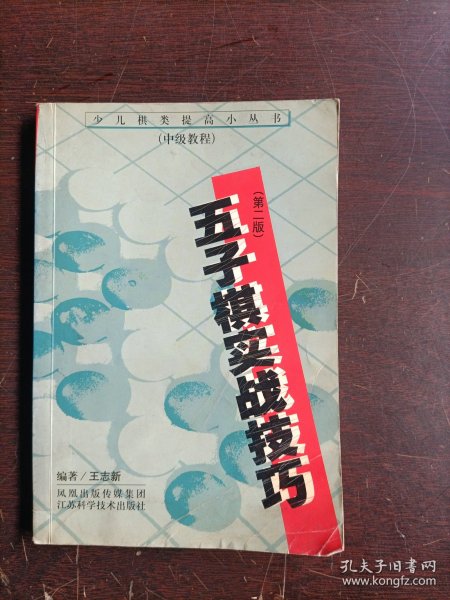 少儿棋类提高小丛书
(中级教程)
(第二版)
五子棋实战技巧
编著/王志新
凤凰出版传媒集团
江苏科学技术出版社
孔夫子旧书网
www.kongfz.com